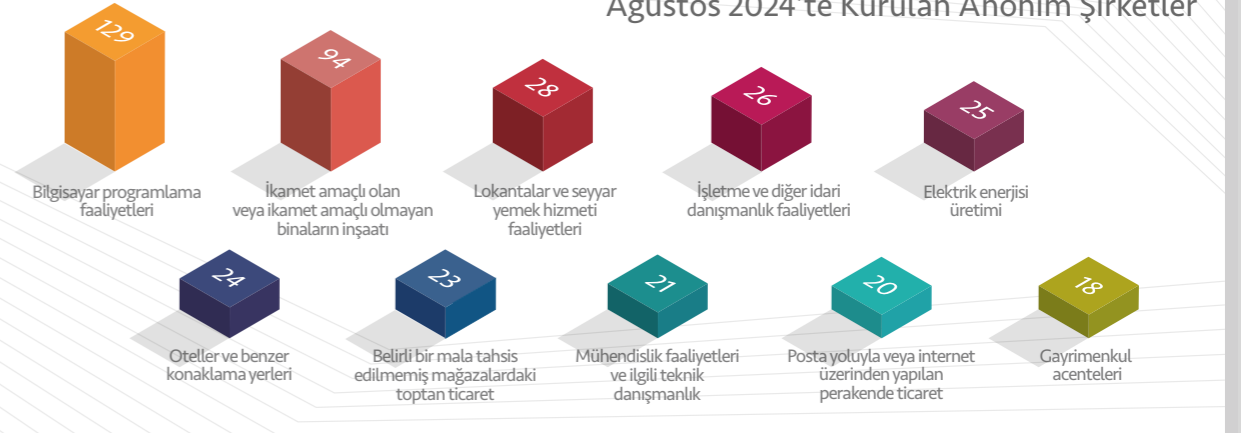 Ağustos 2024'te Kurulan Anonim Şirketler
129
94
28
26
25
Bilgisayar programlama
faaliyetleri
İkamet amaçlı olan
veya ikamet amaçlı olmayan
binaların inşaatı
Lokantalar ve seyyar
yemek hizmeti
faaliyetleri
İşletme ve diğer idari
danışmanlık faaliyetleri
Elektrik enerjisi
üretimi
24
23
21
20
18
Oteller ve benzer
konaklama yerleri
Belirli bir mala tahsis
edilmemiş mağazalardaki
toptan ticaret
Mühendislik faaliyetleri
ve ilgili teknik
danışmanlık
Posta yoluyla veya internet
üzerinden yapılan
perakende ticaret
Gayrimenkul
acenteleri